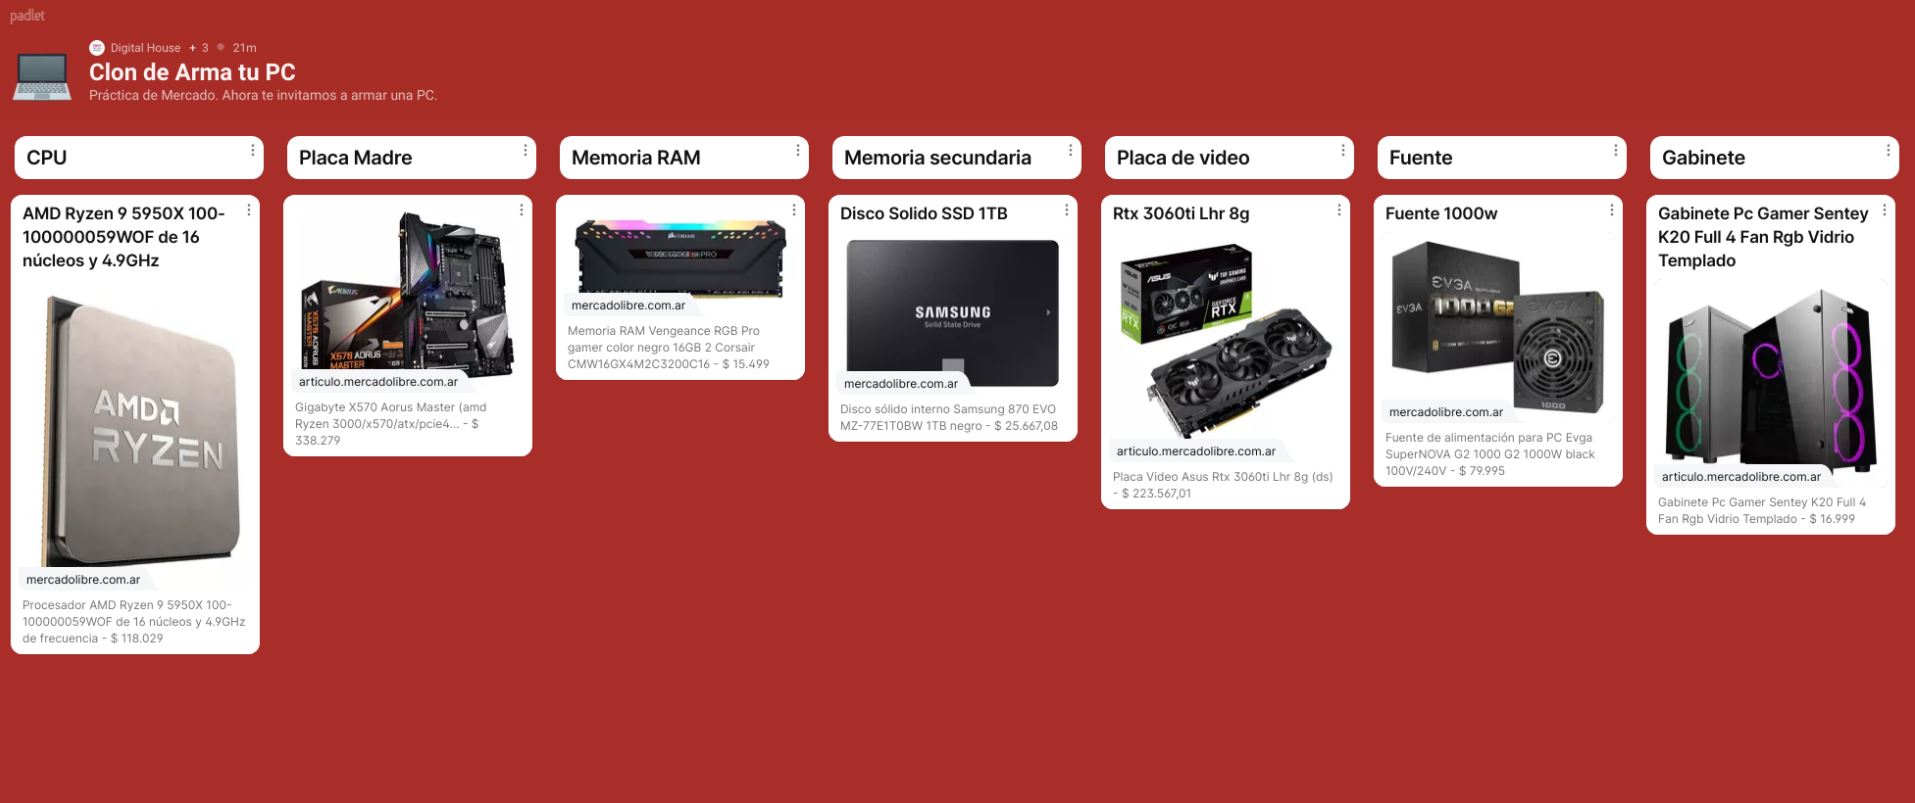 padlet
Digital House + 3 • 21m
Clon de Arma tu PC
Práctica de Mercado. Ahora te invitamos a armar una PC.
CPU
AMD Ryzen 9 5950X 100-
100000059WOF de 16
núcleos y 4.9GHz
AMD
RYZEN
mercadolibre.com.ar
Procesador AMD Ryzen 9 5950X 100-
100000059WOF de 16 núcleos y 4.9GHz
de frecuencia - $ 118.029
Placa Madre
AORUS
X570 AORUS
MASTER
articulo.mercadolibre.com.ar
Gigabyte X570 Aorus Master (amd
Ryzen 3000/x570/atx/pcie4... - $
338.279
Memoria RAM
CORSAIR
VENGEANCE RGB PRO
mercadolibre.com.ar
Memoria RAM Vengeance RGB Pro
gamer color negro 16GB 2 Corsair
CMW16GX4M2C3200C16 - $ 15.499
Memoria secundaria
Disco Solido SSD 1TB
SAMSUNG
Solid State Drive
mercadolibre.com.ar
Disco sólido interno Samsung 870 EVO
MZ-77E1T0BW 1TB negro - $ 25.667,08
Placa de video
Rtx 3060ti Lhr 8g
ASUS
TUF GAMING
GEFORCE
RTX
RTX
articulo.mercadolibre.com.ar
Placa Video Asus Rtx 3060ti Lhr 8g (ds)
- $ 223.567,01
Fuente
Fuente 1000w
EVGA
EVGA
1000 G2
EVGA
1000
mercadolibre.com.ar
Fuente de alimentación para PC Evga
SuperNOVA G2 1000 G2 1000W black
100V/240V - $ 79.995
Gabinete
Gabinete Pc Gamer Sentey
K20 Full 4 Fan Rgb Vidrio
Templado
articulo.mercadolibre.com.ar
Gabinete Pc Gamer Sentey K20 Full 4
Fan Rgb Vidrio Templado - $ 16.999